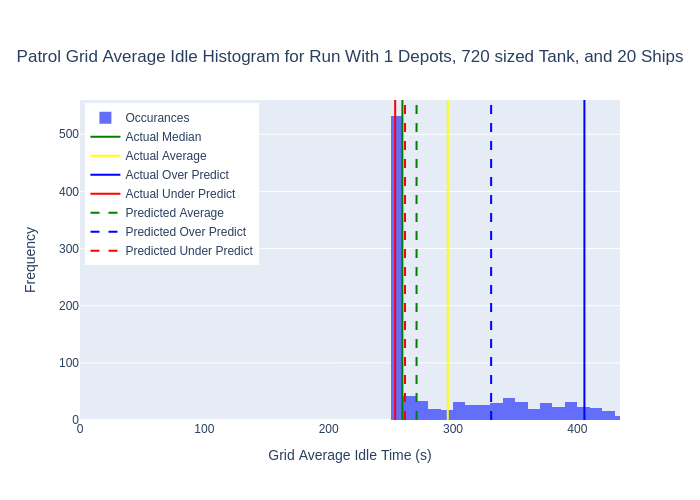 Patrol Grid Average Idle Histogram for Run With 1 Depots, 720 sized Tank, and 20 Ships
Occurances
Actual Median
Actual Average
Actual Over Predict
Actual Under Predict
Predicted Average
Predicted Over Predict
Predicted Under Predict
500
400
300
200
100
0
Frequency
0 100 200 300 400
Grid Average Idle Time (s)